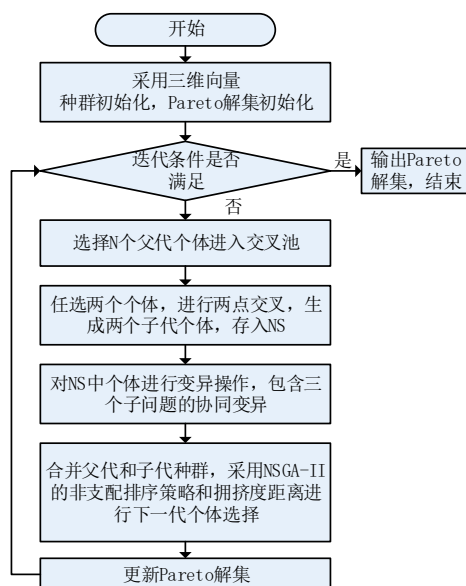 开始
采用三维向量
种群初始化，Pareto解集初始化
迭代条件是否
满足
是
输出Pareto
解集，结束
否
选择N个父代个体进入交叉池
任选两个个体，进行两点交叉，生
成两个子代个体，存入NS
对NS中个体进行变异操作，包含三
个子问题的协同变异
合并父代和子代种群，采用NSGA-II
的非支配排序策略和拥挤度距离进
行下一代个体选择
更新Pareto解集